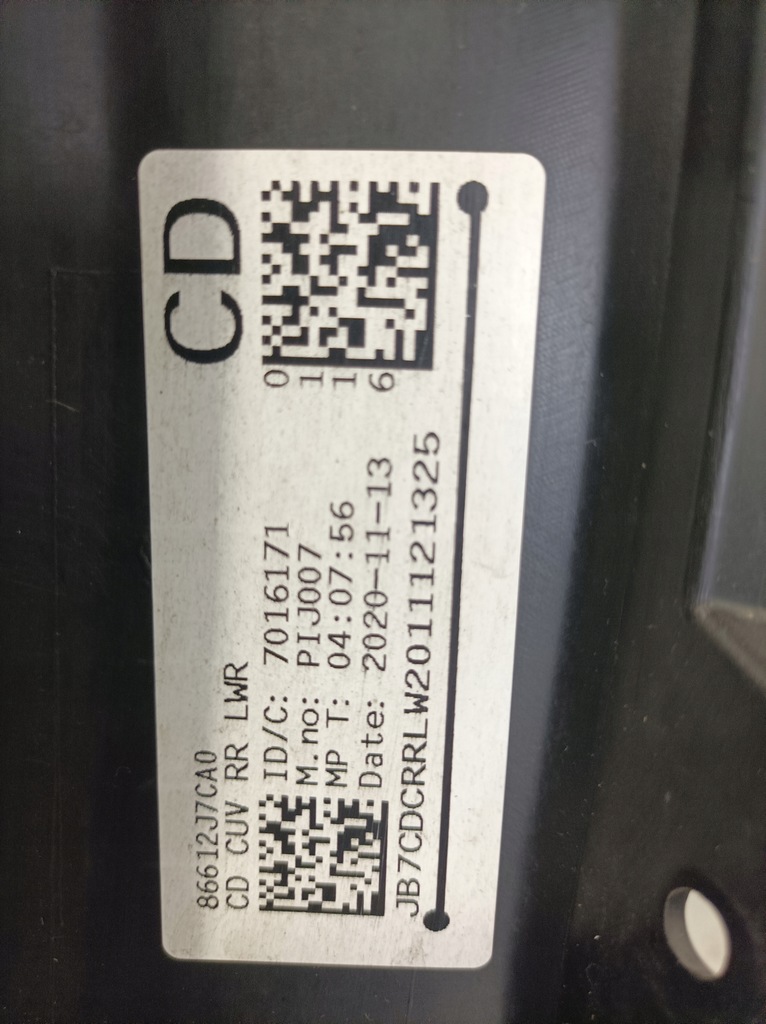 CD
86612J7CA0
CD CUV RR LWR
ID/C: 7016171
M.no: PIJ007
MP T: 04:07:56
Date: 2020-11-13
0
1
1
6
JB7CDCRRLW2011121325